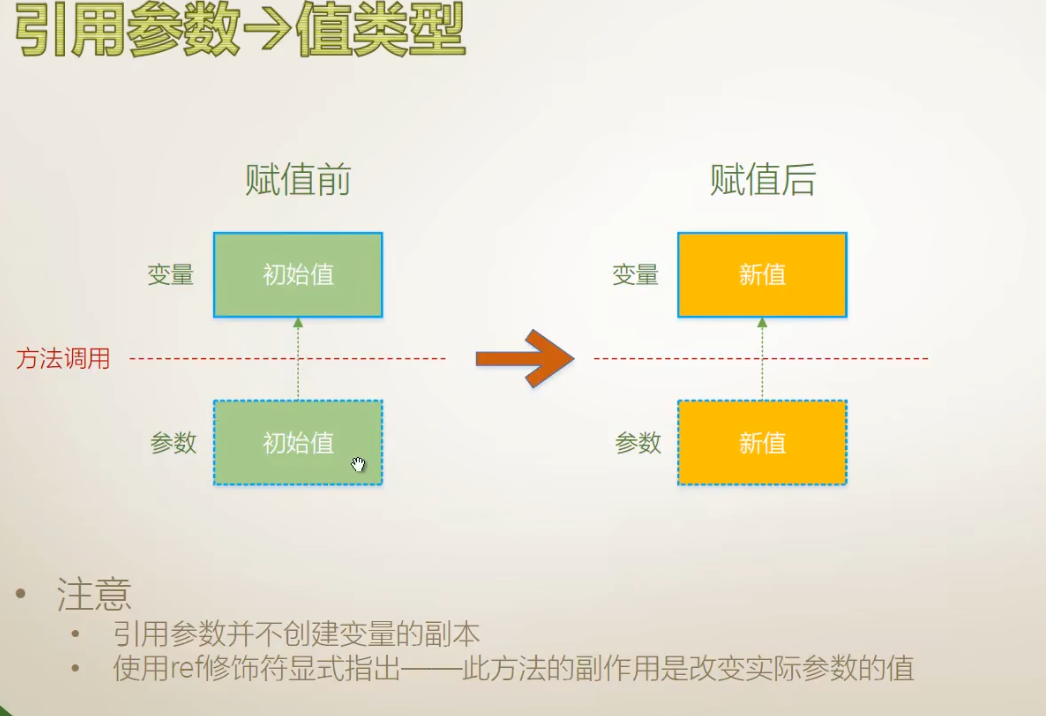 引用参数→值类型
赋值前
赋值后
变量
初始值
变量
新值
方法调用
参数
初始值
参数
新值
• 注意
• 引用参数并不创建变量的副本
• 使用ref修饰符显式指出——此方法的副作用是改变实际参数的值